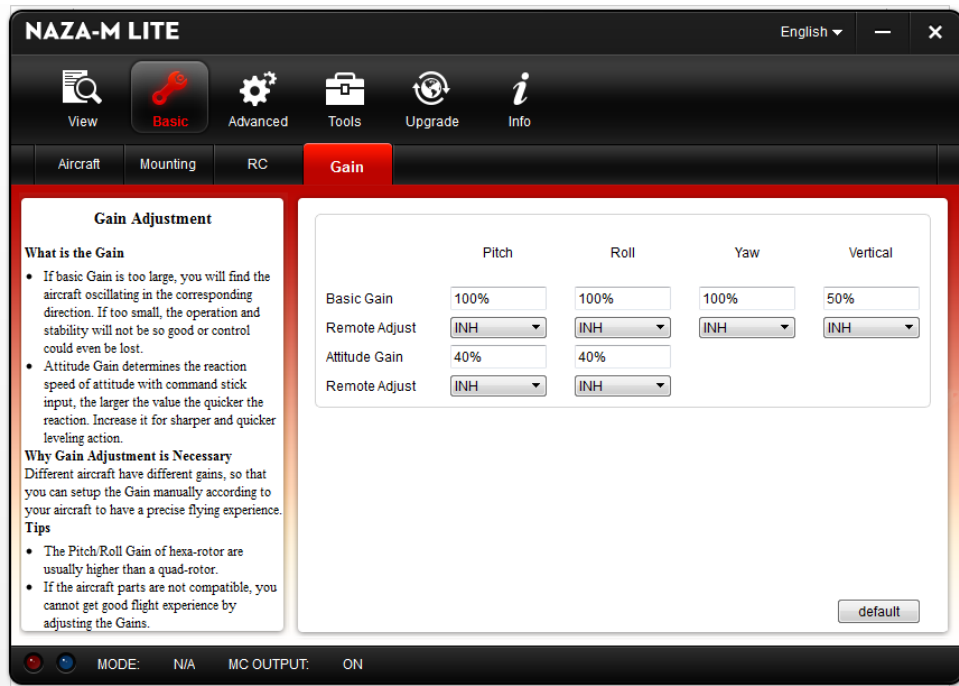 NAZA-M LITE
English
View
Basic
Advanced
Tools
Upgrade
Info
Aircraft
Mounting
RC
Gain
Gain Adjustment
What is the Gain
• If basic Gain is too large, you will find the
aircraft oscillating in the corresponding
direction. If too small, the operation and
stability will not be so good or control
could even be lost.
• Attitude Gain determines the reaction
speed of attitude with command stick
input, the larger the value the quicker the
reaction. Increase it for sharper and quicker
leveling action.
Why Gain Adjustment is Necessary
Different aircraft have different gains, so that
you can setup the Gain manually according to
your aircraft to have a precise flying experience.
Tips
• The Pitch/Roll Gain of hexa-rotor are
usually higher than a quad-rotor.
• If the aircraft parts are not compatible, you
cannot get good flight experience by
adjusting the Gains.
Pitch Roll Yaw Vertical
Basic Gain 100% 100% 100% 50%
Remote Adjust INH INH INH INH
Attitude Gain 40% 40%
Remote Adjust INH INH
default
MODE: N/A MC OUTPUT: ON